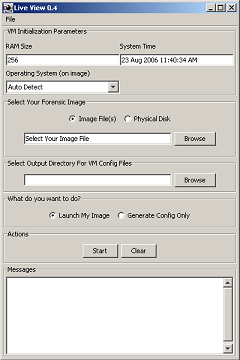 Live View 0.4
File
VM Initialization Parameters
RAM Size System Time
256 23 Aug 2006 11:40:34 AM
Operating System (on image)
Auto Detect
Select Your Forensic Image
Image File(s) Physical Disk
Select Your Image File Browse
Select Output Directory For VM Config Files
Browse
What do you want to do?
Launch My Image Generate Config Only
Actions
Start Clear
Messages